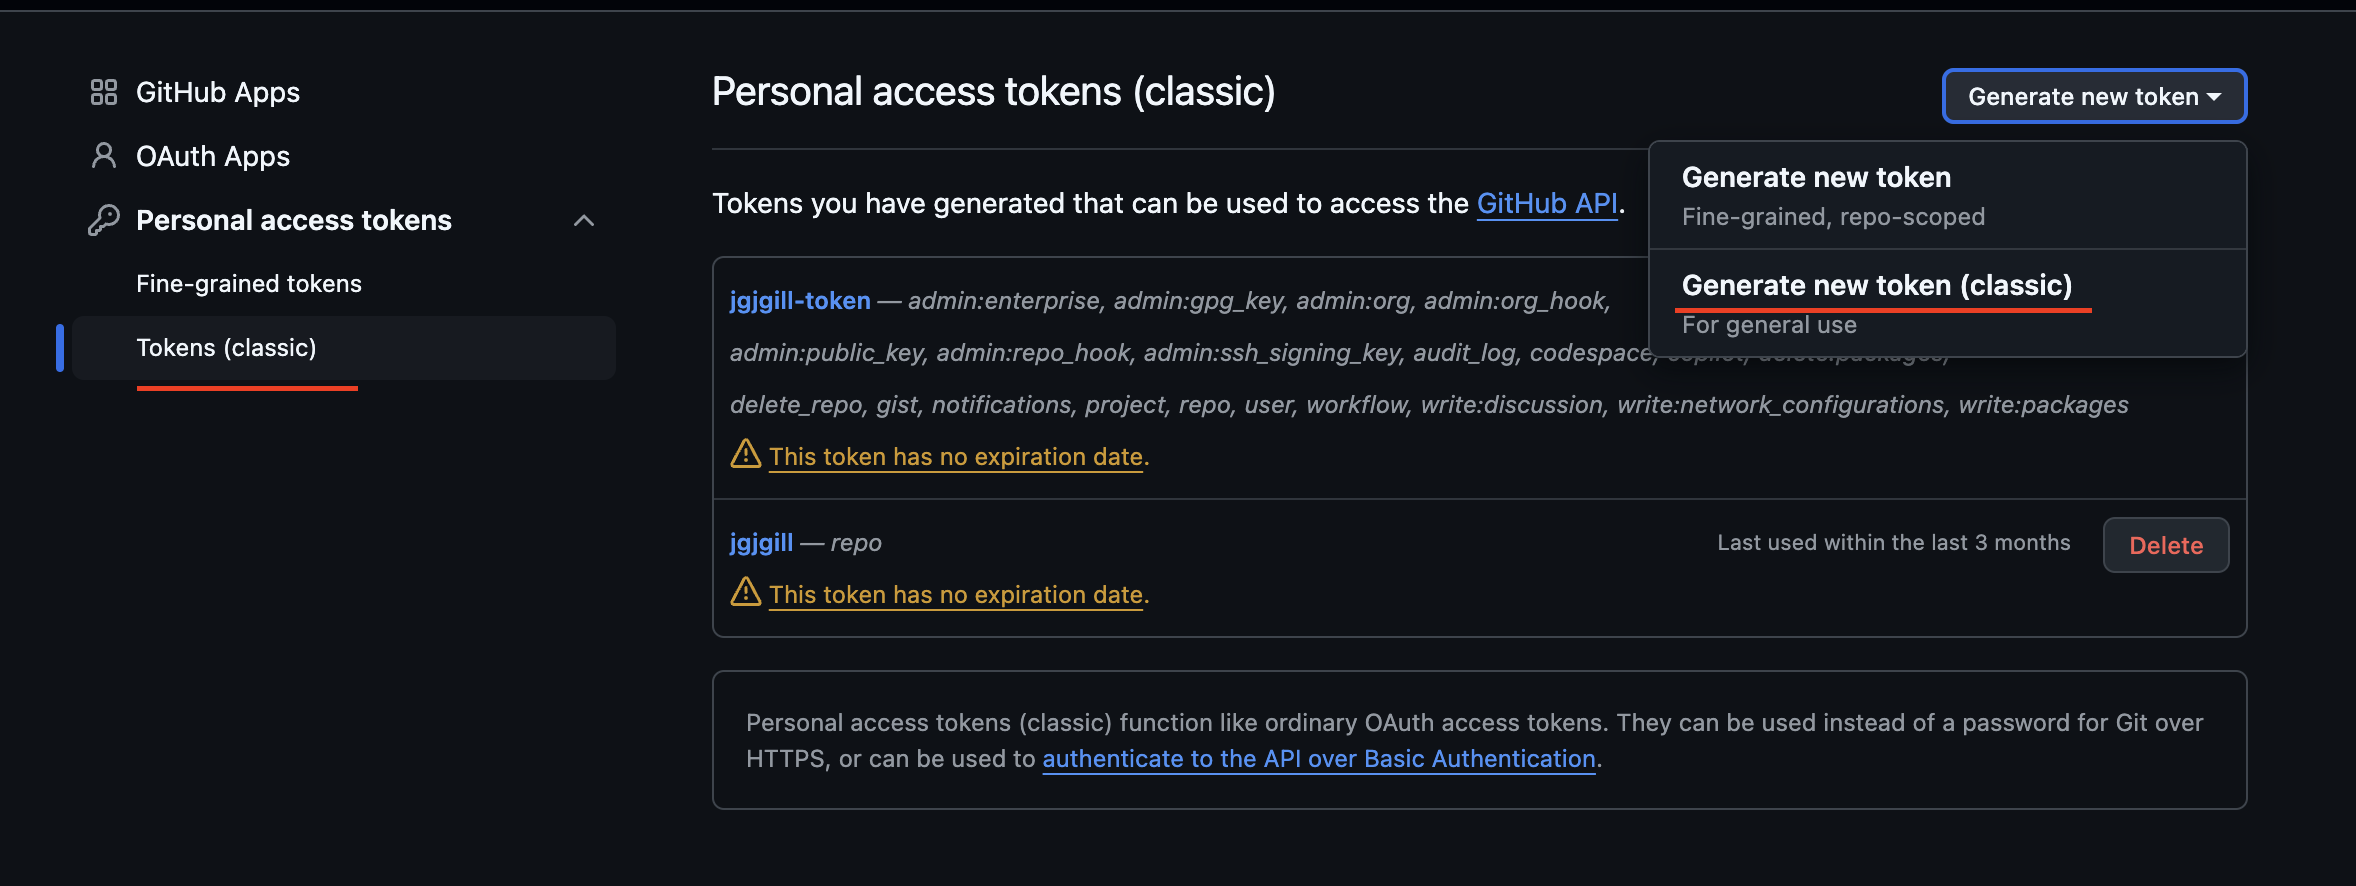 GitHub Apps
OAuth Apps
Personal access tokens
Fine-grained tokens
Tokens (classic)
Personal access tokens (classic)
Generate new token
Generate new token
Fine-grained, repo-scoped
Generate new token (classic)
For general use
Tokens you have generated that can be used to access the GitHub API.
jgjgill-token — admin:enterprise, admin:gpg_key, admin:org, admin:org_hook,
admin:public_key, admin:repo_hook, admin:ssh_signing_key, audit_log, codespace, copilot, delete:packages,
delete_repo, gist, notifications, project, repo, user, workflow, write:discussion, write:network_configurations, write:packages
This token has no expiration date.
jgjgill — repo
Last used within the last 3 months
Delete
This token has no expiration date.
Personal access tokens (classic) function like ordinary OAuth access tokens. They can be used instead of a password for Git over
HTTPS, or can be used to authenticate to the API over Basic Authentication.